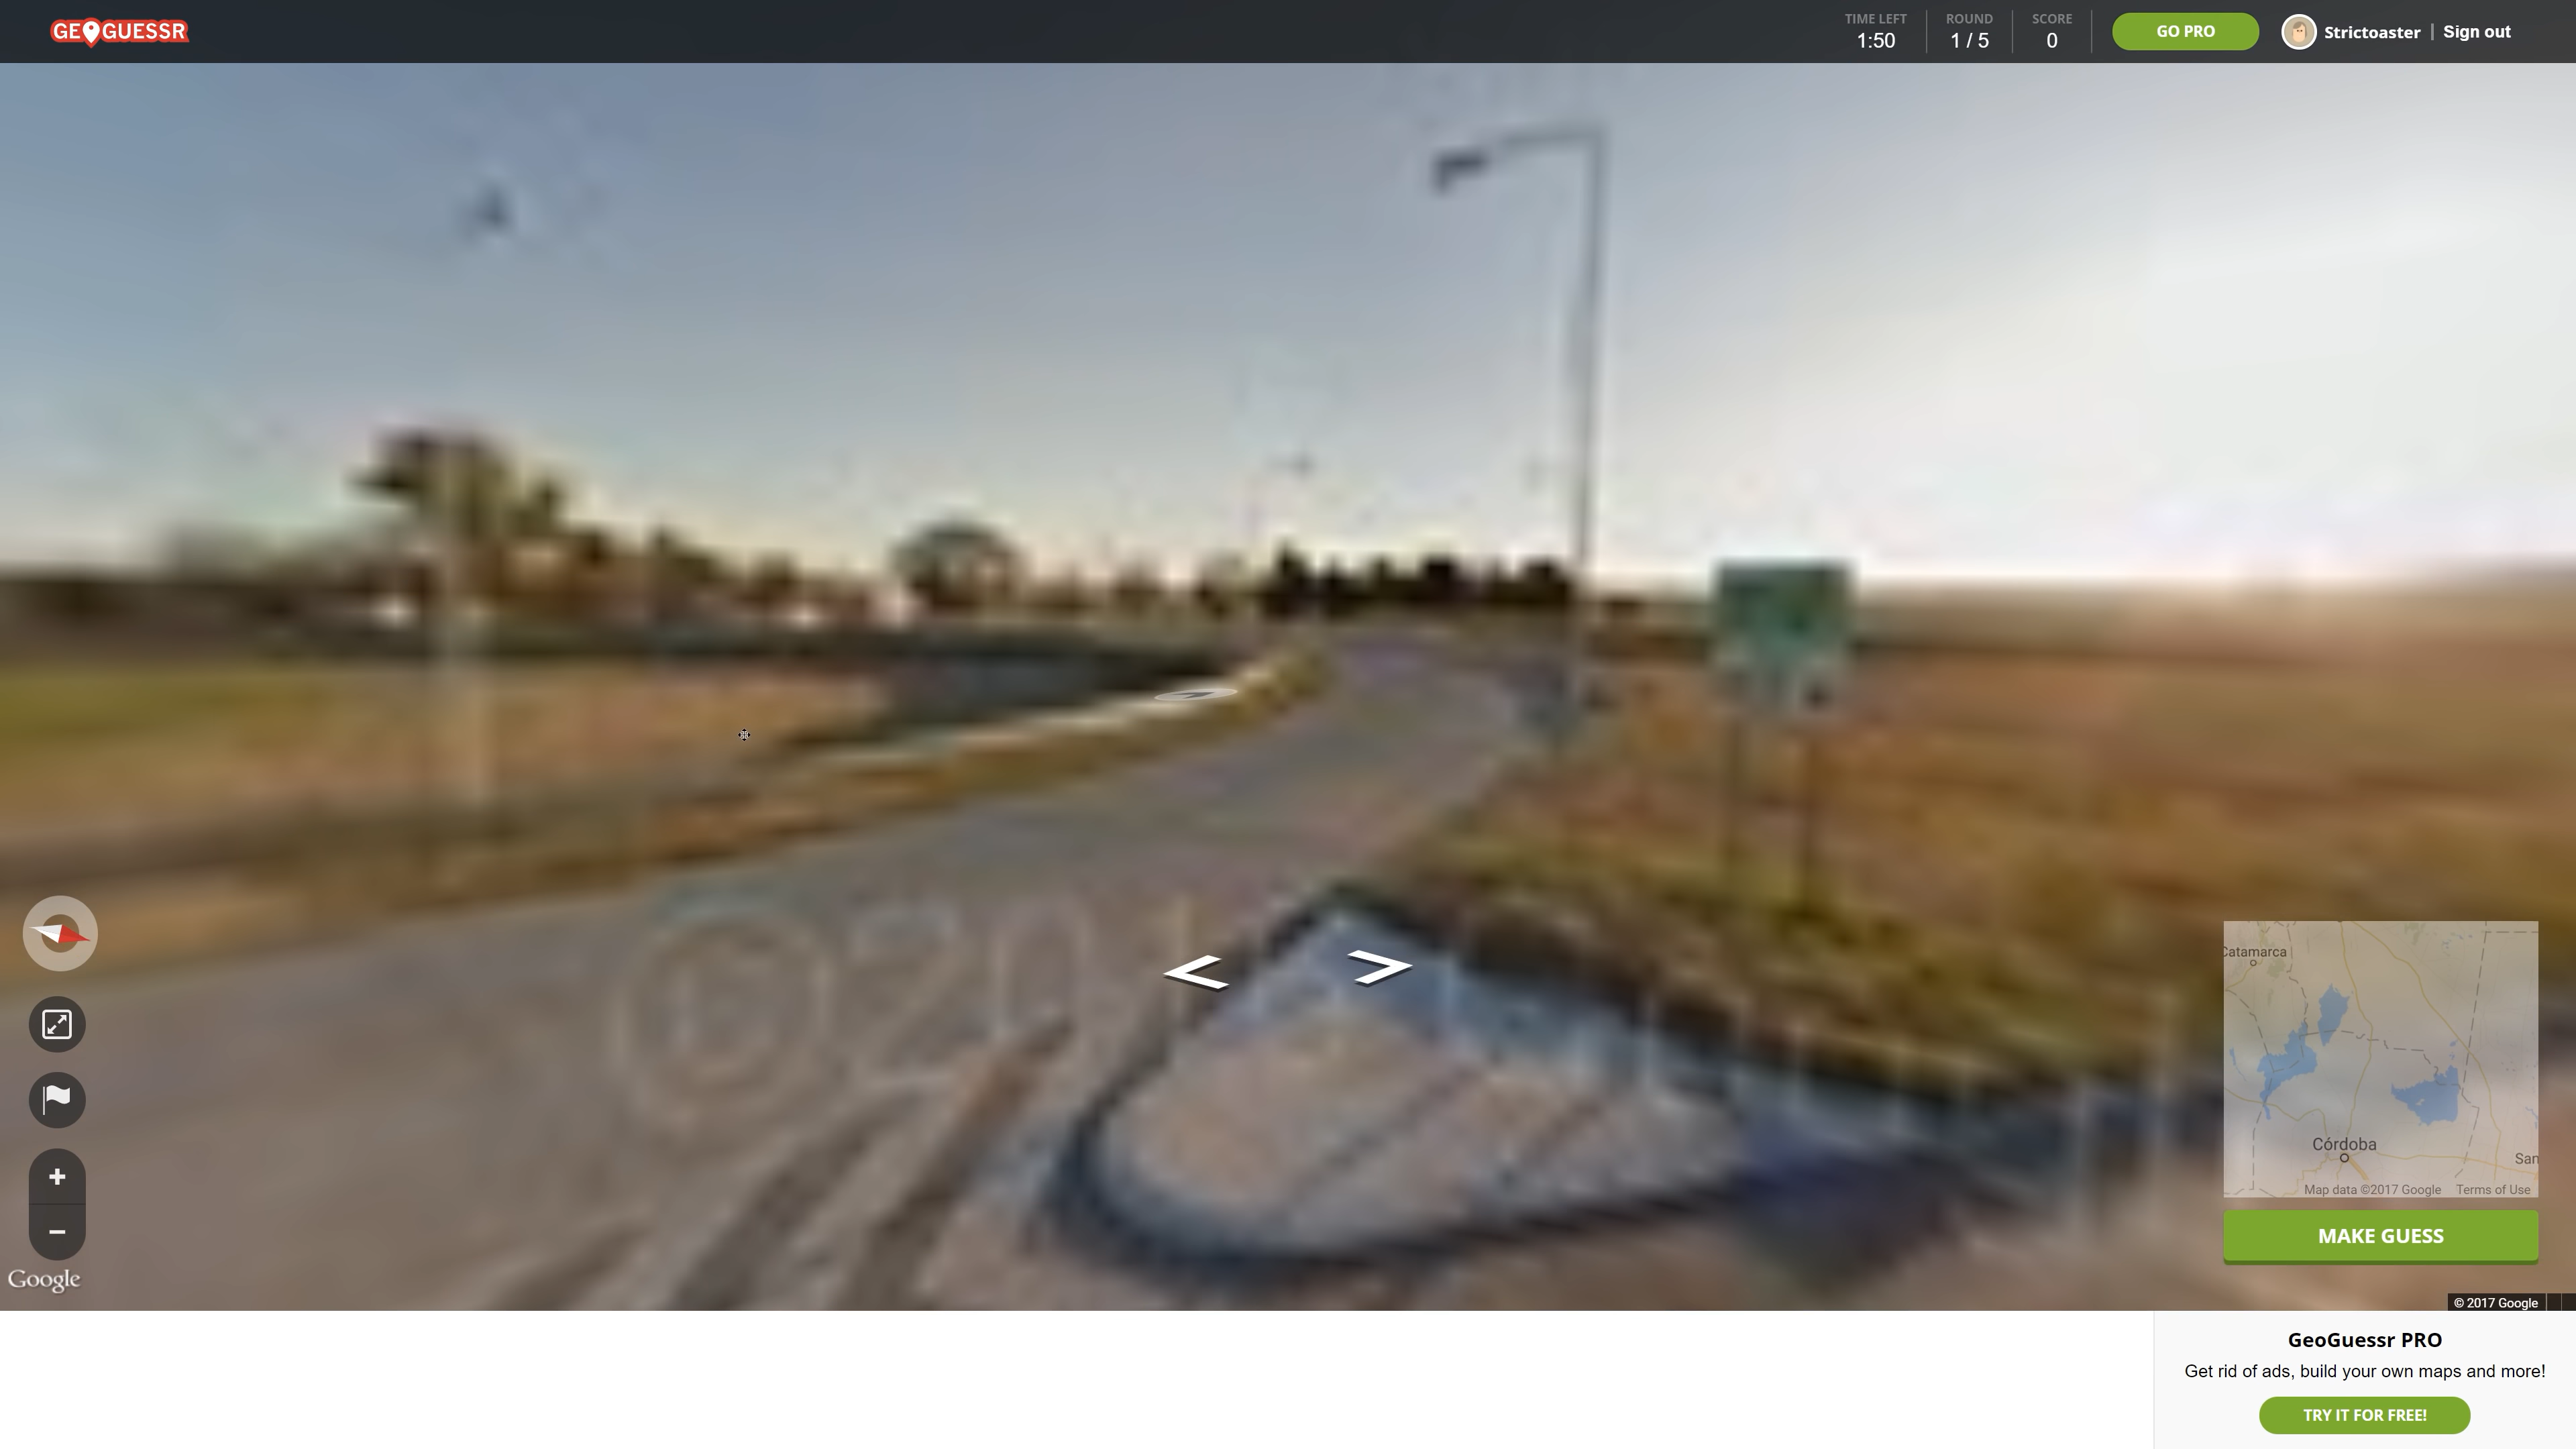 GEOGUESSR
TIME LEFT
1:50
ROUND
1 / 5
SCORE
0
GO PRO
Strictoaster | Sign out
©201
Catamarca
Córdoba
San
Map data ©2017 Google Terms of Use
MAKE GUESS
Google
© 2017 Google
GeoGuessr PRO
Get rid of ads, build your own maps and more!
TRY IT FOR FREE!